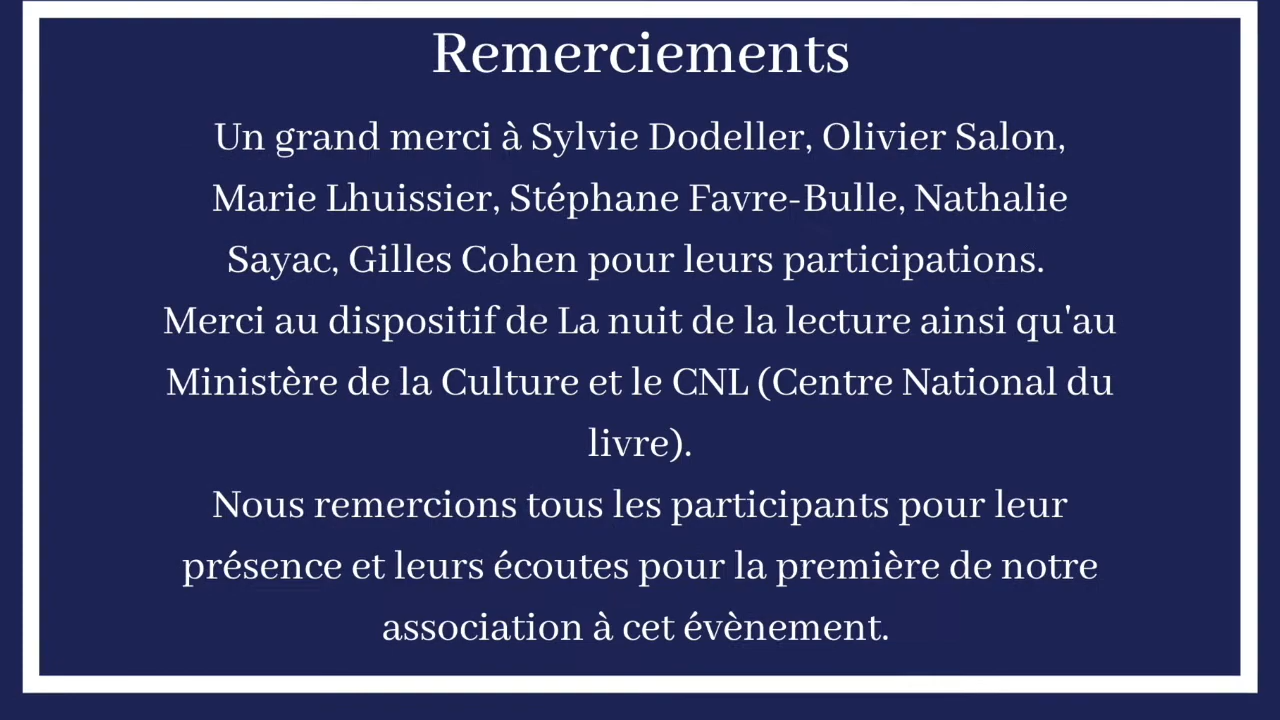 Remerciements
Un grand merci à Sylvie Dodeller, Olivier Salon,
Marie Lhuissier, Stéphane Favre-Bulle, Nathalie
Sayac, Gilles Cohen pour leurs participations.
Merci au dispositif de La nuit de la lecture ainsi qu'au
Ministère de la Culture et le CNL (Centre National du
livre).
Nous remercions tous les participants pour leur
présence et leurs écoutes pour la première de notre
association à cet évènement.